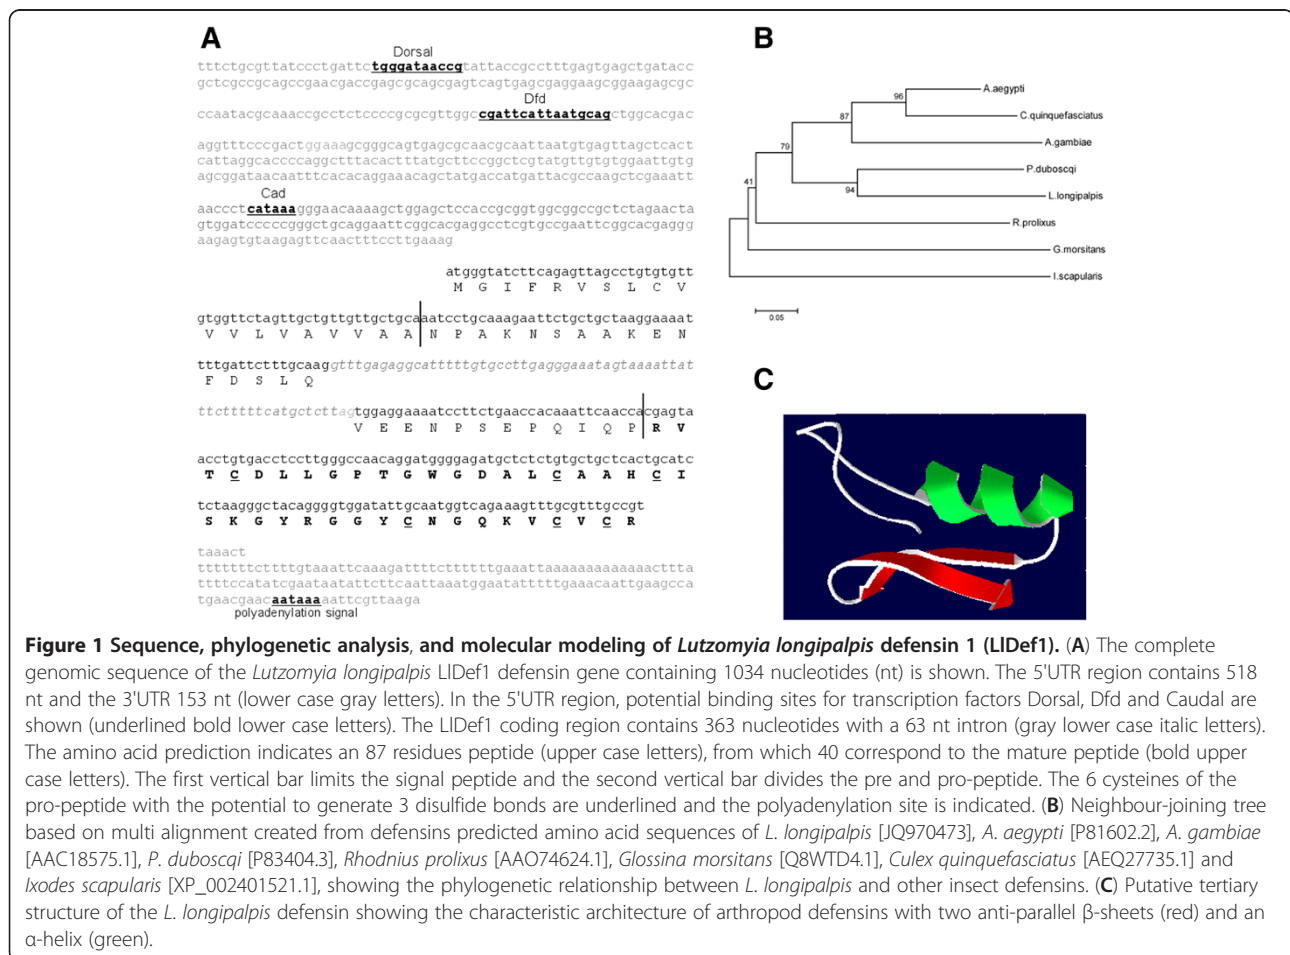 A
Dorsal
tttctgcgttatccctgattctgggataaccgtattaccgcctttgagtgagctgatacc
gctcgccgcagccgaacgaccgagcgcagcgagtcagtgagcgaggaagcggaagagcgc
Dfd
ccaatacgcaaaccgcctctccccgcgcgttggccgattcattaatgcagctggcacgac
aggtttcccgactggaaagcgggcagtgagcgcaacgcaattaatgtgagttagctcact
cattaggcaccccaggctttacactttatgcttccggctcgtatgttgtgtggaattgtg
agcggataacaatttcacacaggaaacagctatgaccatgattacgccaagctcgaaatt
Cad
aaccctcataaagggaacaaaagctggagctccaccgcggtggcggccgctctagaacta
gtggatcccccgggctgcaggaattcggcacgaggcctcgtgccgaattcggcacgaggg
aagagtgtaagagttcaactttccttgaaag
atgggtatcttcagagttagcctgtgtgtt
M G I F R V S L C V
gtggttctagttgctgttgttgctgcaaatcctgcaaagaattctgctgctaaggaaaat
V V L V A V V A A N P A K N S A A K E N
tttgattctttgcaaggtttgagaggcatttttgtgccttgagggaaatagtaaaattat
F D S L Q
ttctttttcatgctcttagtggaggaaaatccttctgaaccacaaattcaaccacgagta
V E E N P S E P Q I Q P R V
acctgtgacctccttgggccaacaggatggggagatgctctctgtgctgctcactgcatc
T C D L L G P T G W G D A L C A A H C I
tctaagggctacaggggtggatattgcaatggtcagaaagtttgcgtttgccgt
S K G Y R G G Y C N G Q K V C V C R
taaact
tttttttcttttgtaaattcaaagattttcttttttgaaattaaaaaaaaaaaaactttta
ttttccatatcgaataatattcttcaattaaatggaatatttttgaaacaattgaagcca
tgaacgaacaataaaaattcgttaaga
polyadenylation signal
B
96
A.aegypti
87
C.quinquefasciatus
79
A.gambiae
41
P.duboscqi
94
L.longipalpis
R.prolixus
G.morsitans
I.scapularis
0.05
C
Figure 1 Sequence, phylogenetic analysis, and molecular modeling of Lutzomyia longipalpis defensin 1 (LlDef1). (A) The complete
genomic sequence of the Lutzomyia longipalpis LlDef1 defensin gene containing 1034 nucleotides (nt) is shown. The 5'UTR region contains 518
nt and the 3'UTR 153 nt (lower case gray letters). In the 5'UTR region, potential binding sites for transcription factors Dorsal, Dfd and Caudal are
shown (underlined bold lower case letters). The LlDef1 coding region contains 363 nucleotides with a 63 nt intron (gray lower case italic letters).
The amino acid prediction indicates an 87 residues peptide (upper case letters), from which 40 correspond to the mature peptide (bold upper
case letters). The first vertical bar limits the signal peptide and the second vertical bar divides the pre and pro-peptide. The 6 cysteines of the
pro-peptide with the potential to generate 3 disulfide bonds are underlined and the polyadenylation site is indicated. (B) Neighbour-joining tree
based on multi alignment created from defensins predicted amino acid sequences of L. longipalpis [JQ970473], A. aegypti [P81602.2], A. gambiae
[AAC18575.1], P. duboscqi [P83404.3], Rhodnius prolixus [AAO74624.1], Glossina morsitans [Q8WTD4.1], Culex quinquefasciatus [AEQ27735.1] and
Ixodes scapularis [XP_002401521.1], showing the phylogenetic relationship between L. longipalpis and other insect defensins. (C) Putative tertiary
structure of the L. longipalpis defensin showing the characteristic architecture of arthropod defensins with two anti-parallel β-sheets (red) and an
α-helix (green).